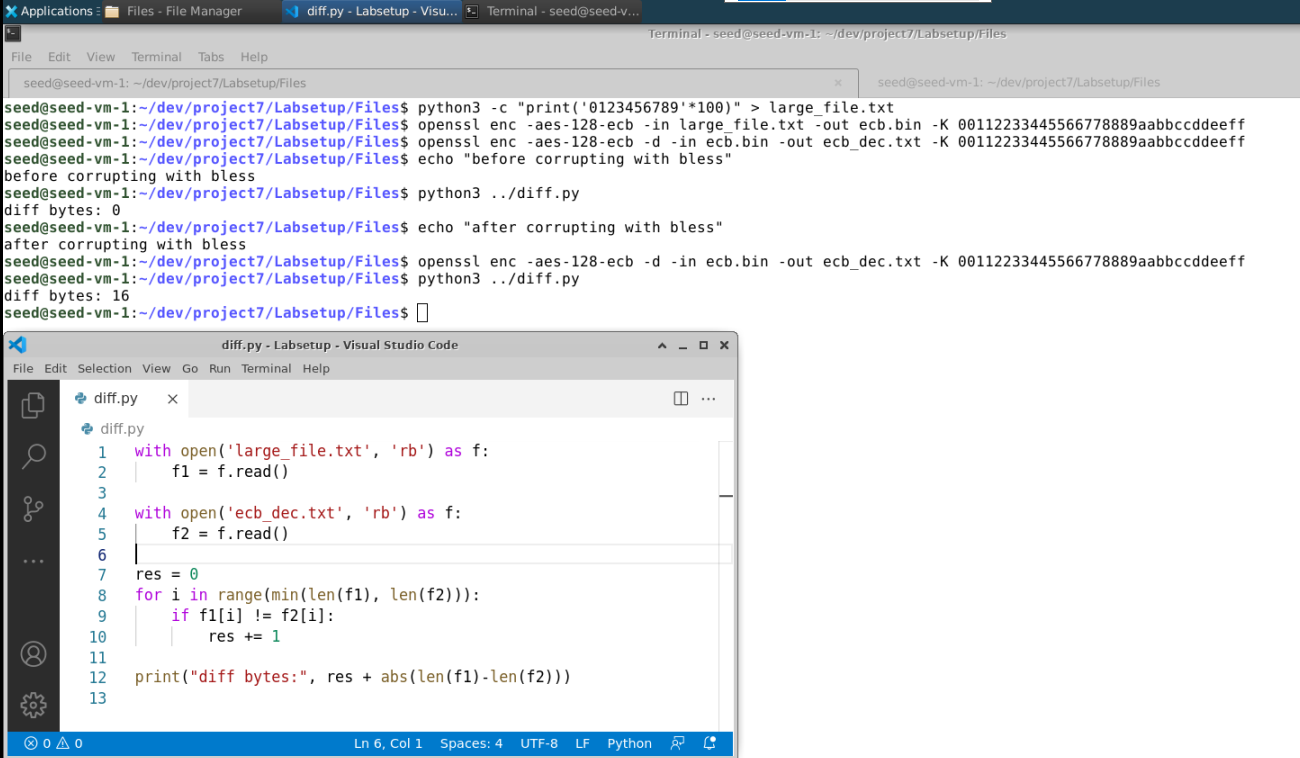 Applications
Files - File Manager
diff.py - Labsetup - Visu...
Terminal - seed@seed-v...
Terminal - seed@seed-vm-1: ~/dev/project7/Labsetup/Files
File Edit View Terminal Tabs Help
seed@seed-vm-1: ~/dev/project7/Labsetup/Files × seed@seed-vm-1: ~/dev/project7/Labsetup/Files
seed@seed-vm-1:~/dev/project7/Labsetup/Files$ python3 -c "print('0123456789'*100)" > large_file.txt
seed@seed-vm-1:~/dev/project7/Labsetup/Files$ openssl enc -aes-128-ecb -in large_file.txt -out ecb.bin -K 00112233445566778889aabbccddeeff
seed@seed-vm-1:~/dev/project7/Labsetup/Files$ openssl enc -aes-128-ecb -d -in ecb.bin -out ecb_dec.txt -K 00112233445566778889aabbccddeeff
seed@seed-vm-1:~/dev/project7/Labsetup/Files$ echo "before corrupting with bless"
before corrupting with bless
seed@seed-vm-1:~/dev/project7/Labsetup/Files$ python3 ../diff.py
diff bytes: 0
seed@seed-vm-1:~/dev/project7/Labsetup/Files$ echo "after corrupting with bless"
after corrupting with bless
seed@seed-vm-1:~/dev/project7/Labsetup/Files$ openssl enc -aes-128-ecb -d -in ecb.bin -out ecb_dec.txt -K 00112233445566778889aabbccddeeff
seed@seed-vm-1:~/dev/project7/Labsetup/Files$ python3 ../diff.py
diff bytes: 16
seed@seed-vm-1:~/dev/project7/Labsetup/Files$
diff.py - Labsetup - Visual Studio Code
File Edit Selection View Go Run Terminal Help
diff.py
diff.py
1 with open('large_file.txt', 'rb') as f:
2     f1 = f.read()
3
4 with open('ecb_dec.txt', 'rb') as f:
5     f2 = f.read()
6
7 res = 0
8 for i in range(min(len(f1), len(f2))):
9     if f1[i] != f2[i]:
10         res += 1
11
12 print("diff bytes:", res + abs(len(f1)-len(f2)))
13
0 0 Ln 6, Col 1 Spaces: 4 UTF-8 LF Python